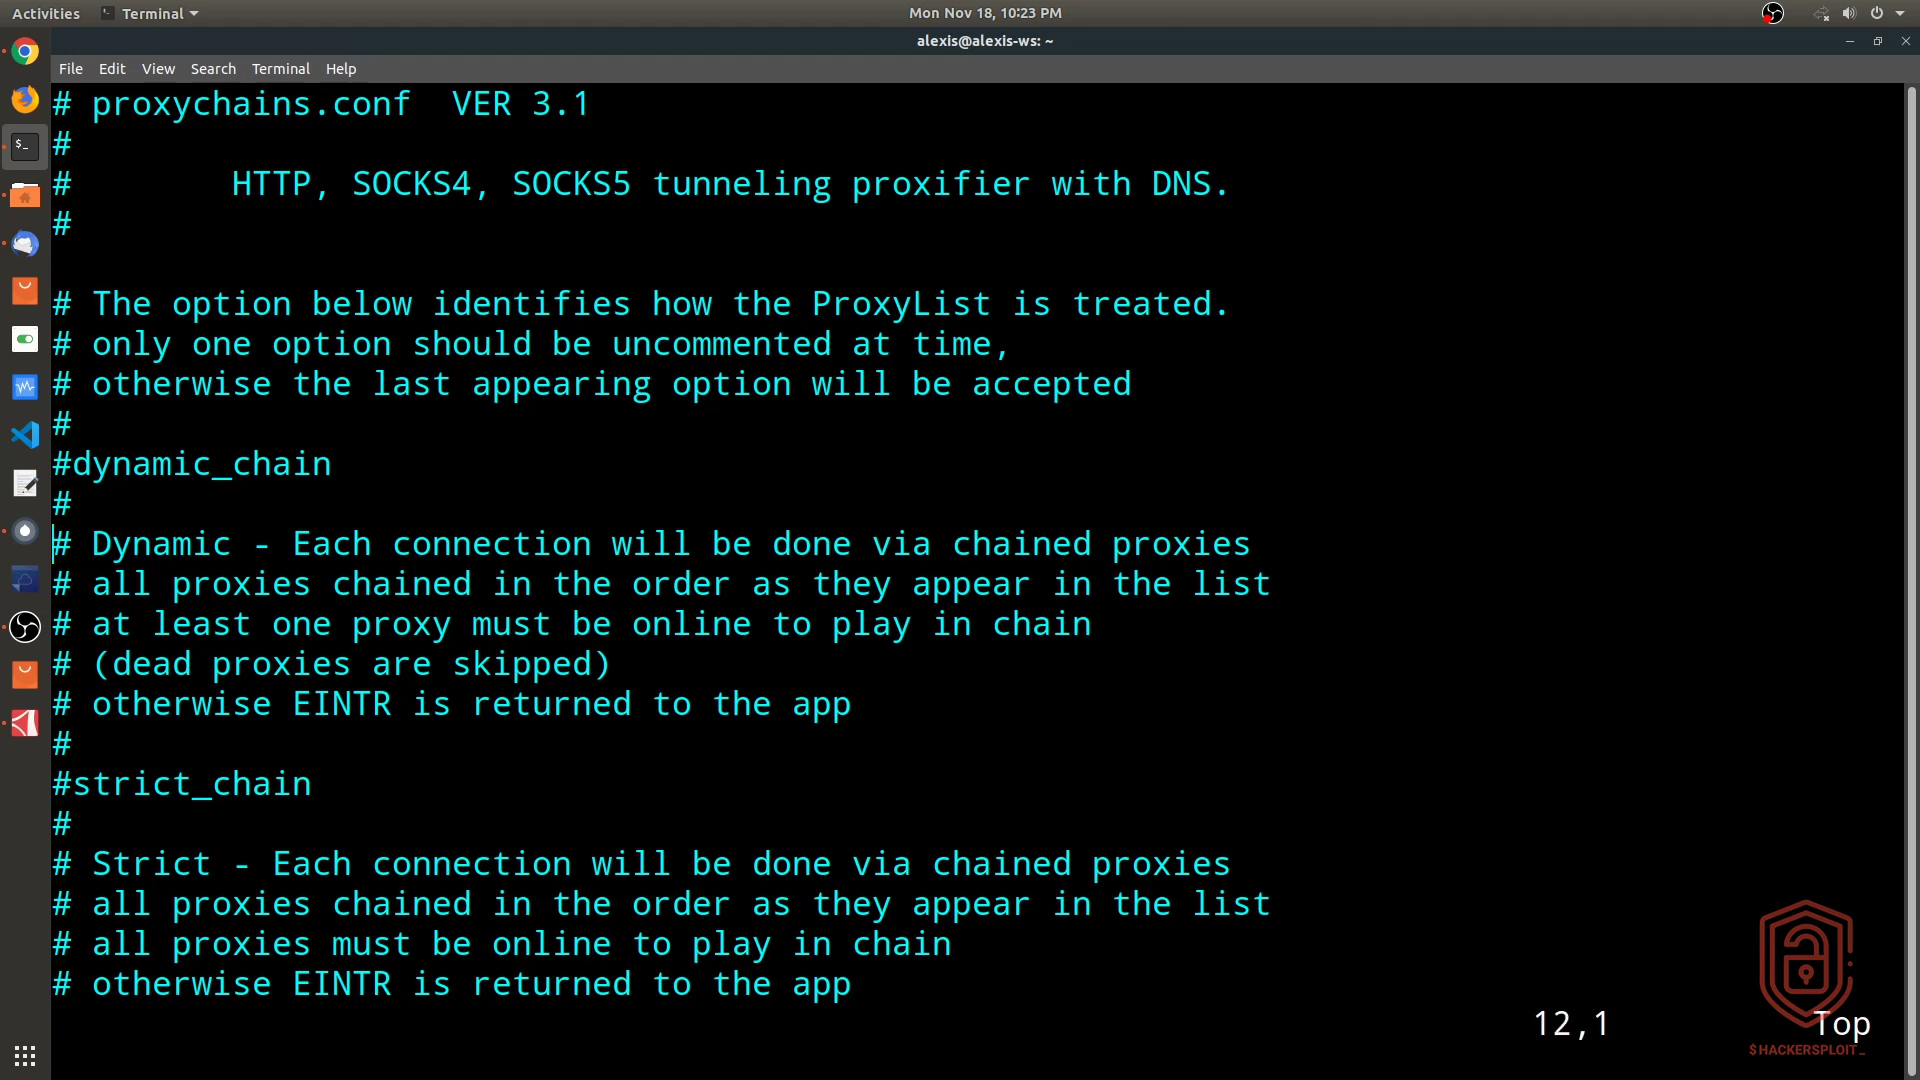 Activities
Terminal
Mon Nov 18, 10:23 PM
alexis@alexis-ws: ~
File Edit View Search Terminal Help
# proxychains.conf  VER 3.1
#
#        HTTP, SOCKS4, SOCKS5 tunneling proxifier with DNS.
#
# The option below identifies how the ProxyList is treated.
# only one option should be uncommented at time,
# otherwise the last appearing option will be accepted
#
#dynamic_chain
#
# Dynamic - Each connection will be done via chained proxies
# all proxies chained in the order as they appear in the list
# at least one proxy must be online to play in chain
# (dead proxies are skipped)
# otherwise EINTR is returned to the app
#
#strict_chain
#
# Strict - Each connection will be done via chained proxies
# all proxies chained in the order as they appear in the list
# all proxies must be online to play in chain
# otherwise EINTR is returned to the app
12,1
Top
$HACKERSPLOIT_